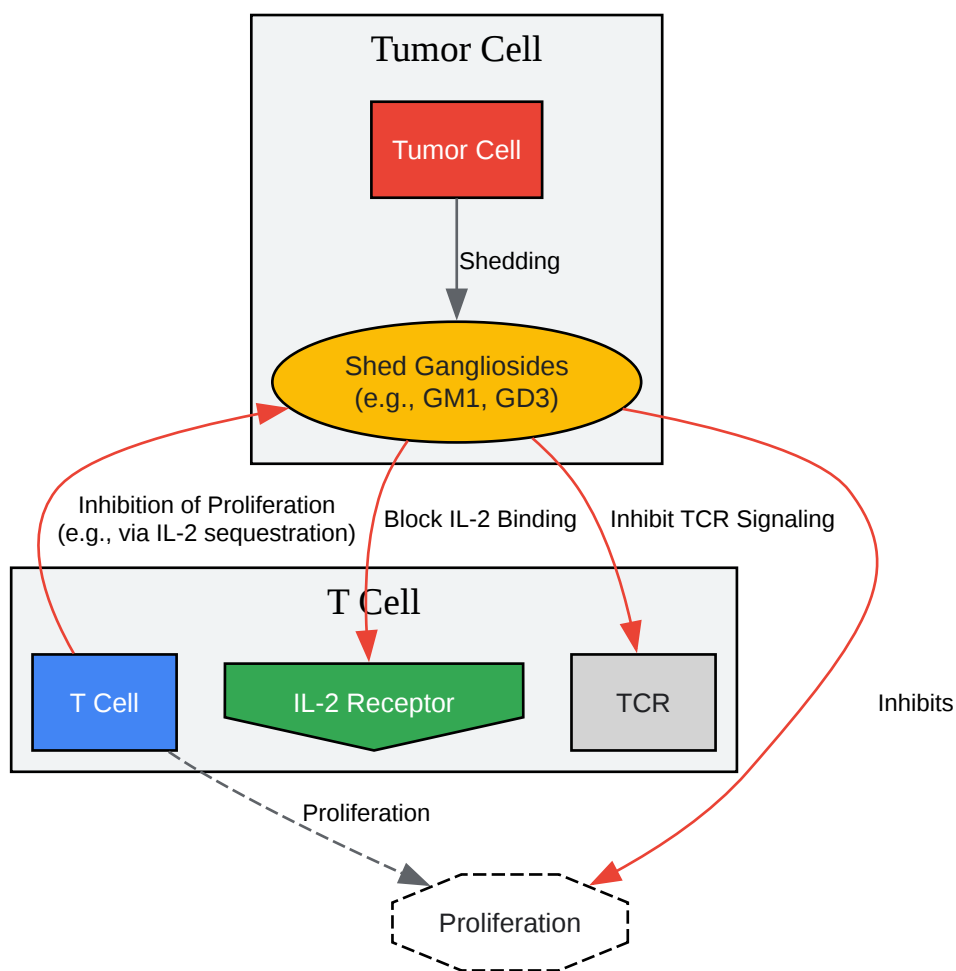 Tumor Cell
Tumor Cell
Shedding
Shed Gangliosides
(e.g., GM1, GD3)
Inhibition of Proliferation
(e.g., via IL-2 sequestration)
Block IL-2 Binding
Inhibit TCR Signaling
T Cell
T Cell
IL-2 Receptor
TCR
Inhibits
Proliferation
Proliferation